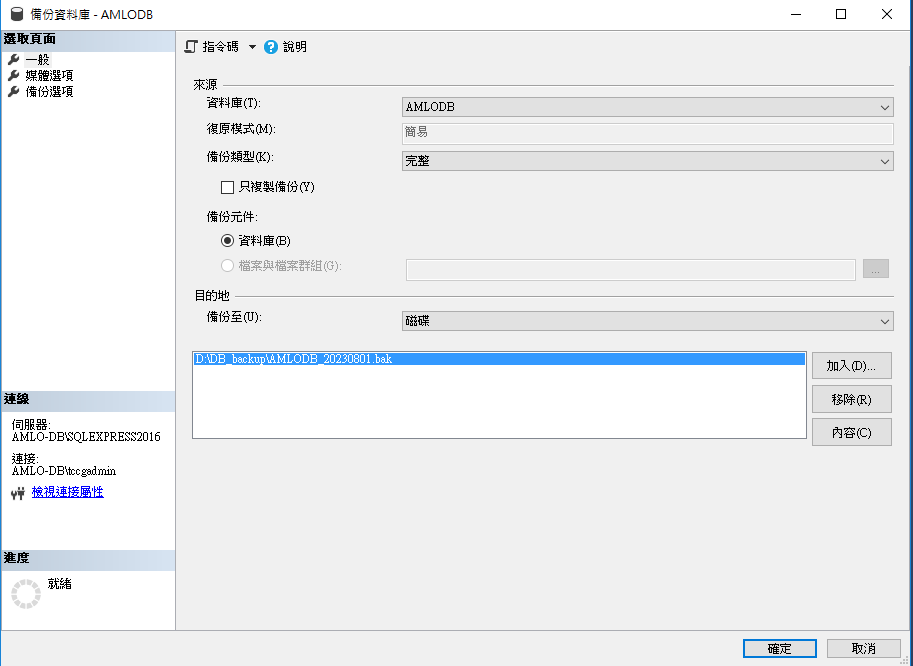 備份資料庫 - AMLODB
選取頁面
一般
媒體選項
備份選項
指令碼 說明
來源
資料庫(T): AMLODB
復原模式(M): 簡易
備份類型(K): 完整
只複製備份(Y)
備份元件:
資料庫(B)
檔案與檔案群組(G): ...
目的地
備份至(U): 磁碟
D:\DB_backup\AMLODB_20230801.bak
加入(D)...
移除(R)
內容(C)
連線
伺服器:
AMLO-DB\SQLEXPRESS2016
連接:
AMLO-DB\tccgadmin
檢視連接屬性
進度
就緒
確定 取消